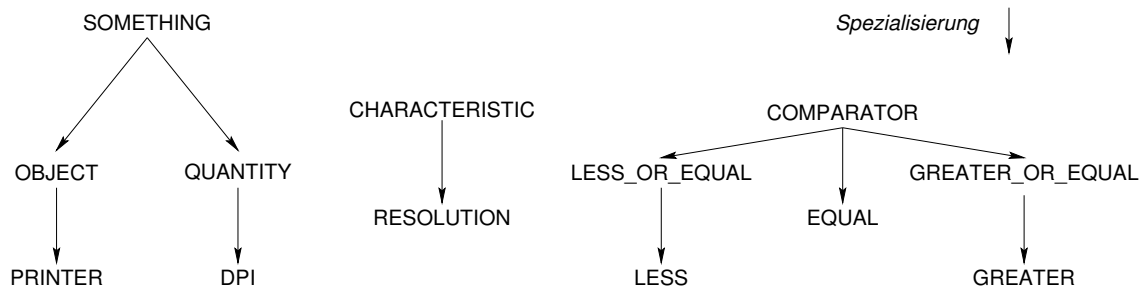 SOMETHING
Spezialisierung
CHARACTERISTIC
COMPARATOR
OBJECT
QUANTITY
LESS_OR_EQUAL
GREATER_OR_EQUAL
RESOLUTION
EQUAL
PRINTER
DPI
LESS
GREATER